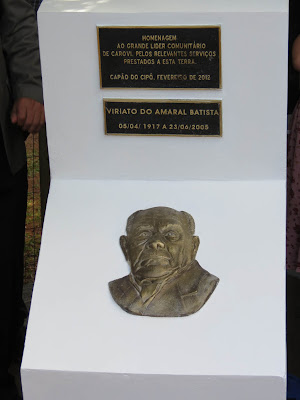 HOMENAGEM
AO GRANDE LIDER COMUNITÁRIO
DE CAROVI, PELOS RELEVANTES SERVIÇOS
PRESTADOS A ESTA TERRA.
CAPÃO DO CIPÓ, FEVEREIRO DE 2012
VIRIATO DO AMARAL BATISTA
05/04/ 1917 A 23/06/2005